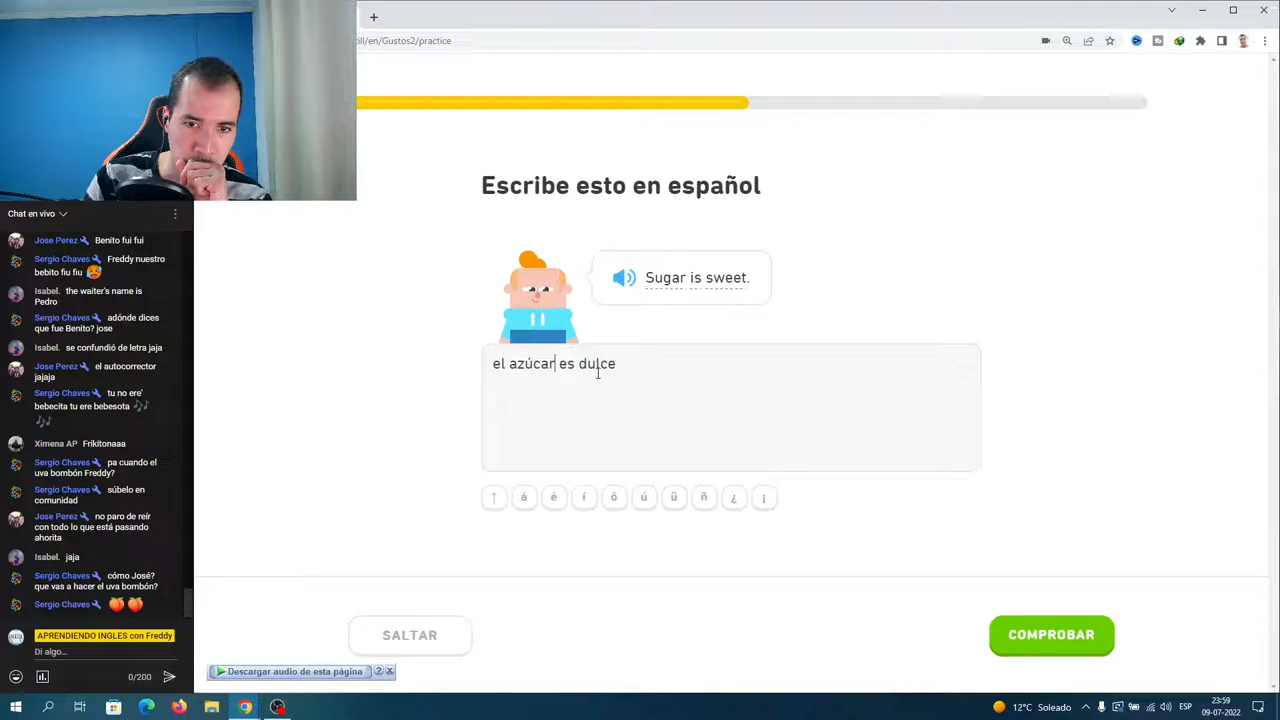 +
ill/en/Gustos2/practice
Chat en vivo
Jose Perez Benito fui fui
Sergio Chaves Freddy nuestro
bebito fiu fiu 🥵
Isabel. the waiter's name is
Pedro
Sergio Chaves adónde dices
que fue Benito? jose
Isabel. se confundió de letra jaja
Jose Perez el autocorrector
jajaja
Sergio Chaves tu no ere'
bebecita tu ere bebesota 🎶
🎶
Ximena AP Frikitonaaa
Sergio Chaves pa cuando el
uva bombón Freddy?
Sergio Chaves súbelo en
comunidad
Jose Perez no paro de reír
con todo lo que está pasando
ahorita
Isabel. jaja
Sergio Chaves cómo José?
que vas a hacer el uva bombón?
Sergio Chaves 🍑 🍑
APRENDIENDO INGLES con Freddy
Di algo...
0/200
Escribe esto en español
Sugar is sweet.
el azúcar es dulce
↑ á é í ó ú ü ñ ¿ ¡
SALTAR
COMPROBAR
Descargar audio de esta página ? X
12°C Soleado
ESP
23:59
09-07-2022